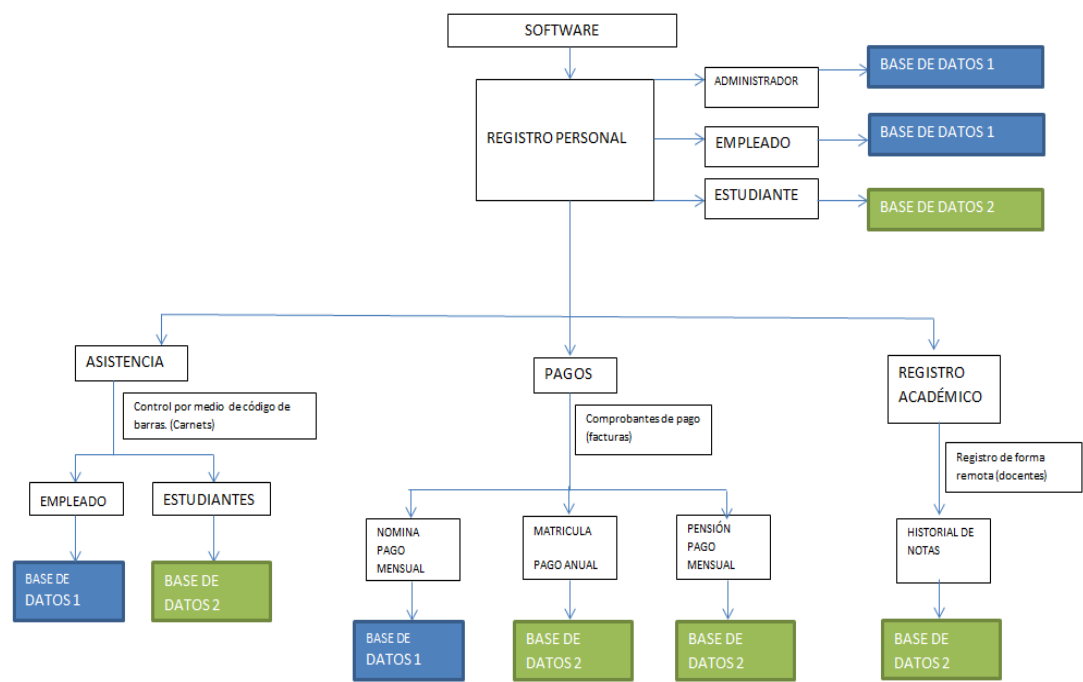 SOFTWARE
BASE DE DATOS 1
ADMINISTRADOR
REGISTRO PERSONAL
BASE DE DATOS 1
EMPLEADO
ESTUDIANTE
BASE DE DATOS 2
ASISTENCIA
PAGOS
REGISTRO
ACADÉMICO
Control por medio de código de
barras. (Carnets)
Comprobantes de pago
(facturas)
Registro de forma
remota (docentes)
EMPLEADO
ESTUDIANTES
NOMINA
PAGO
MENSUAL
MATRICULA
PAGO ANUAL
PENSIÓN
PAGO
MENSUAL
HISTORIAL DE
NOTAS
BASE DE
DATOS 1
BASE DE
DATOS 2
BASE DE
DATOS 1
BASE DE
DATOS 2
BASE DE
DATOS 2
BASE DE
DATOS 2